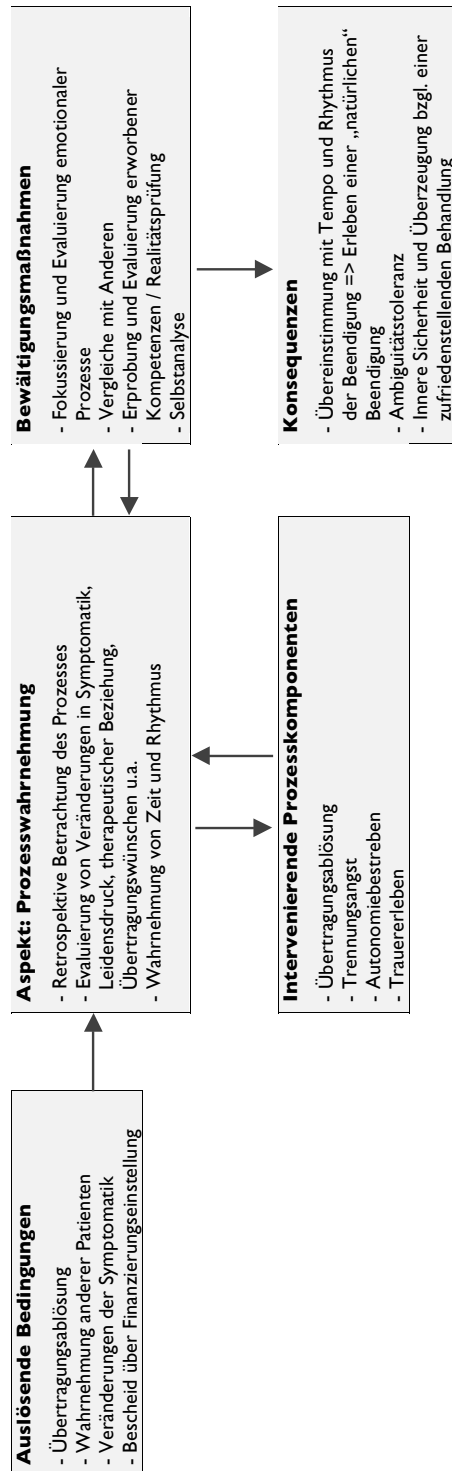 Auslösende Bedingungen
- Übertragungsablösung
- Wahrnehmung anderer Patienten
- Veränderungen der Symptomatik
- Bescheid über Finanzierungseinstellung
Aspekt: Prozesswahrnehmung
- Retrospektive Betrachtung des Prozesses
- Evaluierung von Veränderungen in Symptomatik,
Leidensdruck, therapeutischer Beziehung,
Übertragungswünschen u.a.
- Wahrnehmung von Zeit und Rhythmus
Bewältigungsmaßnahmen
- Fokussierung und Evaluierung emotionaler
Prozesse
- Vergleiche mit Anderen
- Erprobung und Evaluierung erworbener
Kompetenzen / Realitätsprüfung
- Selbstanalyse
Intervenierende Prozesskomponenten
- Übertragungsablösung
- Trennungsangst
- Autonomiebestreben
- Trauererleben
Konsequenzen
- Übereinstimmung mit Tempo und Rhythmus
der Beendigung => Erleben einer „natürlichen“
Beendigung
- Ambiguitätstoleranz
- Innere Sicherheit und Überzeugung bzgl. einer
zufriedenstellenden Behandlung